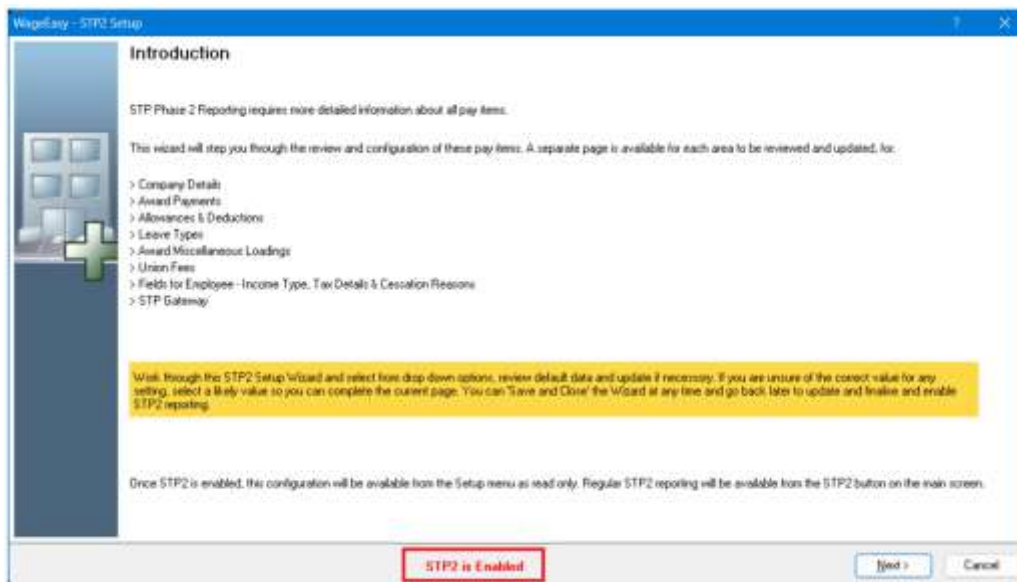 WageEasy - STP2 Setup
Introduction
STP Phase 2 Reporting requires more detailed information about all pay items.
This wizard will step you through the review and configuration of these pay items. A separate page is available for each area to be reviewed and updated, for:
> Company Details
> Award Payments
> Allowances & Deductions
> Leave Types
> Award Miscellaneous Loadings
> Union Fees
> Fields for Employee - Income Type, Tax Details & Cessation Reasons
> STP Gateway
Work through this STP2 Setup Wizard and select from drop down options, review default data and update if necessary. If you are unsure of the correct value for any
setting, select a likely value so you can complete the current page. You can 'Save and Close' the Wizard at any time and go back later to update and finalise and enable
STP2 reporting.
Once STP2 is enabled, this configuration will be available from the Setup menu as read only. Regular STP2 reporting will be available from the STP2 button on the main screen.
STP2 is Enabled
Next >
Cancel